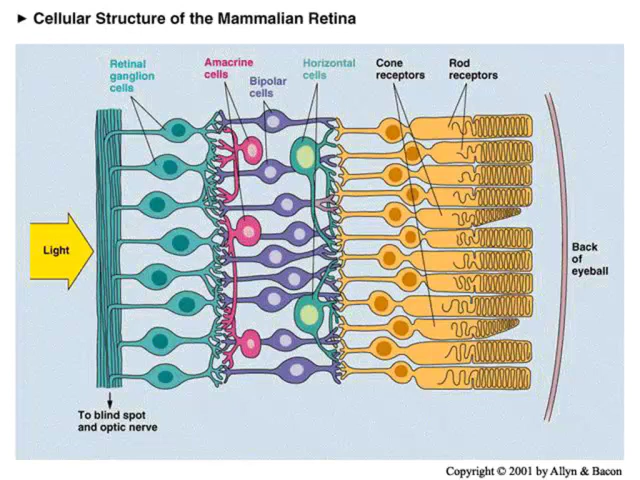 ► Cellular Structure of the Mammalian Retina
Retinal
ganglion
cells
Amacrine
cells
Bipolar
cells
Horizontal
cells
Cone
receptors
Rod
receptors
Light
Back
of
eyeball
To blind spot
and optic nerve
Copyright © 2001 by Allyn & Bacon